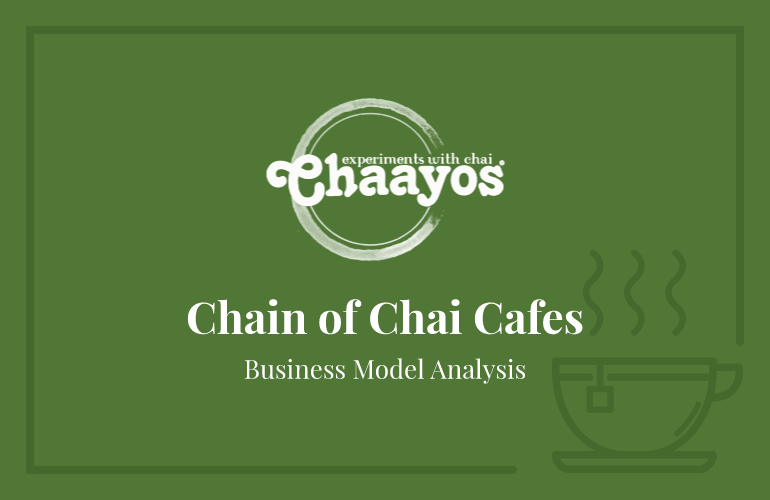 experiments with chai
Chaayos
Chain of Chai Cafes
Business Model Analysis